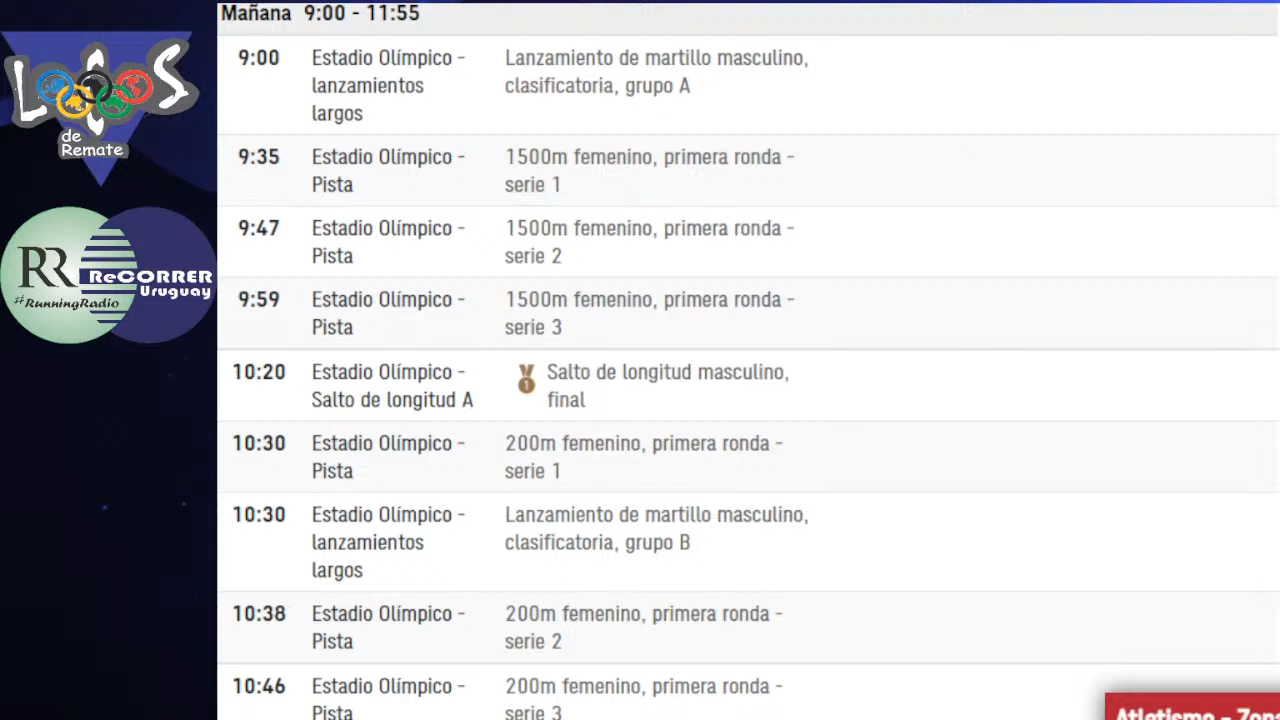 Mañana 9:00 - 11:55
9:00 Estadio Olímpico - Lanzamiento de martillo masculino,
lanzamientos clasificatoria, grupo A
largos
9:35 Estadio Olímpico - 1500m femenino, primera ronda -
Pista serie 1
9:47 Estadio Olímpico - 1500m femenino, primera ronda -
Pista serie 2
9:59 Estadio Olímpico - 1500m femenino, primera ronda -
Pista serie 3
10:20 Estadio Olímpico - 1 Salto de longitud masculino,
Salto de longitud A final
10:30 Estadio Olímpico - 200m femenino, primera ronda -
Pista serie 1
10:30 Estadio Olímpico - Lanzamiento de martillo masculino,
lanzamientos clasificatoria, grupo B
largos
10:38 Estadio Olímpico - 200m femenino, primera ronda -
Pista serie 2
10:46 Estadio Olímpico - 200m femenino, primera ronda -
Pista serie 3
LOCOS
de
Remate
RR
#RunningRadio
ReCORRER
Uruguay
Atletismo - Zona